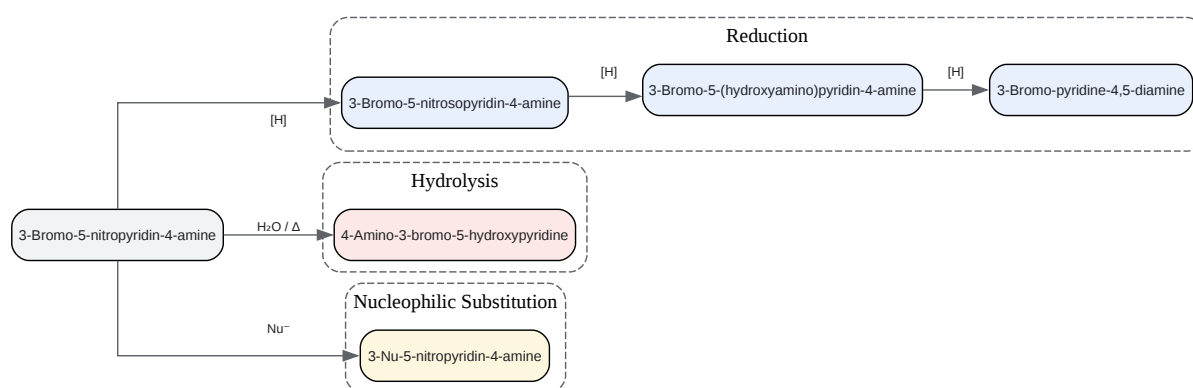 Reduction
[H]
[H]
3-Bromo-5-nitrosopyridin-4-amine
3-Bromo-5-(hydroxyamino)pyridin-4-amine
3-Bromo-pyridine-4,5-diamine
[H]
Hydrolysis
3-Bromo-5-nitropyridin-4-amine
H₂O / Δ
4-Amino-3-bromo-5-hydroxypyridine
Nucleophilic Substitution
Nu⁻
3-Nu-5-nitropyridin-4-amine